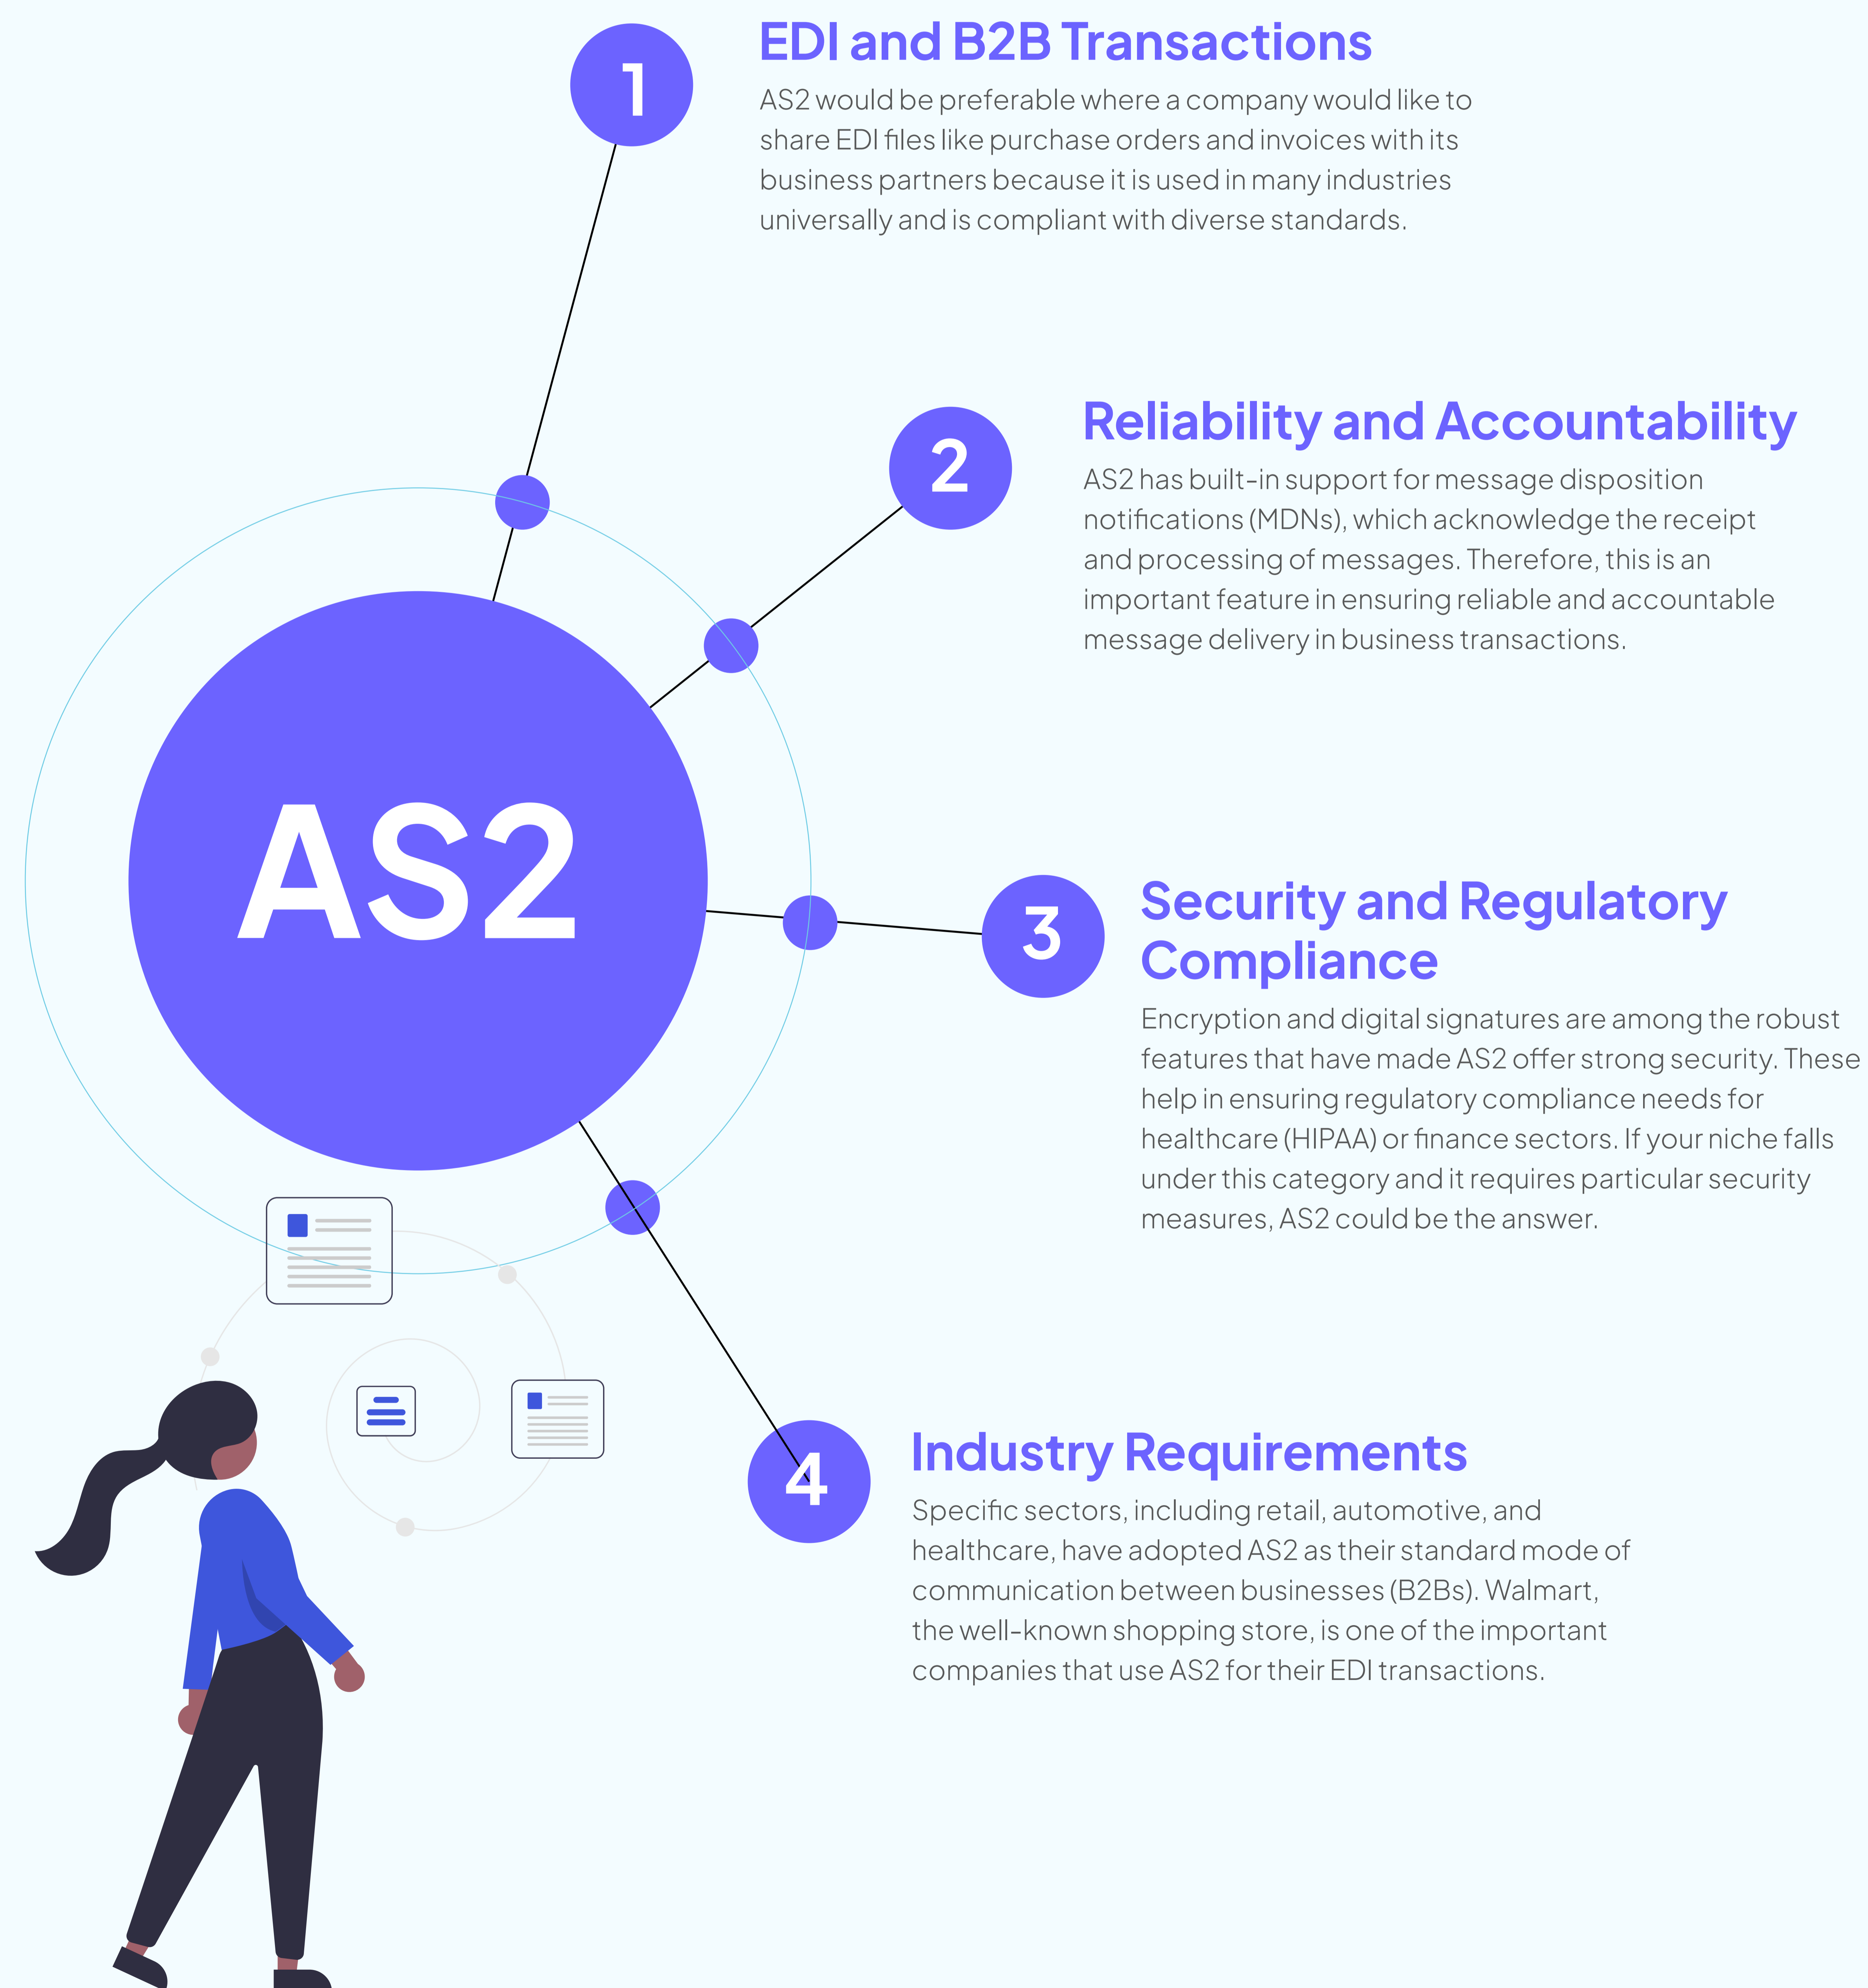 1
EDI and B2B Transactions
AS2 would be preferable where a company would like to
share EDI files like purchase orders and invoices with its
business partners because it is used in many industries
universally and is compliant with diverse standards.
2
Reliability and Accountability
AS2 has built-in support for message disposition
notifications (MDNs), which acknowledge the receipt
and processing of messages. Therefore, this is an
important feature in ensuring reliable and accountable
message delivery in business transactions.
AS2
3
Security and Regulatory
Compliance
Encryption and digital signatures are among the robust
features that have made AS2 offer strong security. These
help in ensuring regulatory compliance needs for
healthcare (HIPAA) or finance sectors. If your niche falls
under this category and it requires particular security
measures, AS2 could be the answer.
4
Industry Requirements
Specific sectors, including retail, automotive, and
healthcare, have adopted AS2 as their standard mode of
communication between businesses (B2Bs). Walmart,
the well-known shopping store, is one of the important
companies that use AS2 for their EDI transactions.